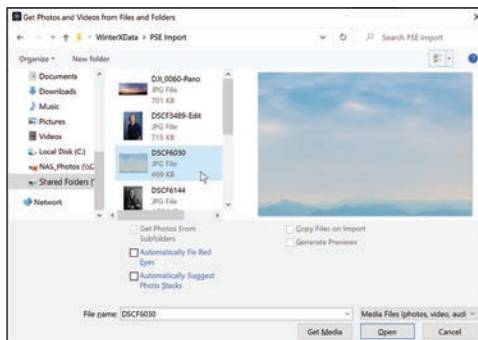 Get Photos and Videos from Files and Folders
WinterXData > PSE Import
Search PSE Import
Organize
New folder
Documents
Downloads
Music
Pictures
Videos
Local Disk (C:)
NAS_Photos (\\C
Shared Folders ('
Network
DJI_0060-Pano
JPG File
701 KB
DSCF3489-Edit
JPG File
715 KB
DSCF6030
JPG File
469 KB
DSCF6144
JPG File
Get Photos From
Subfolders
Automatically Fix Red
Eyes
Automatically Suggest
Photo Stacks
Copy Files on Import
Generate Previews
File name: DSCF6030
Media Files (photos, video, audi
Get Media
Open
Cancel